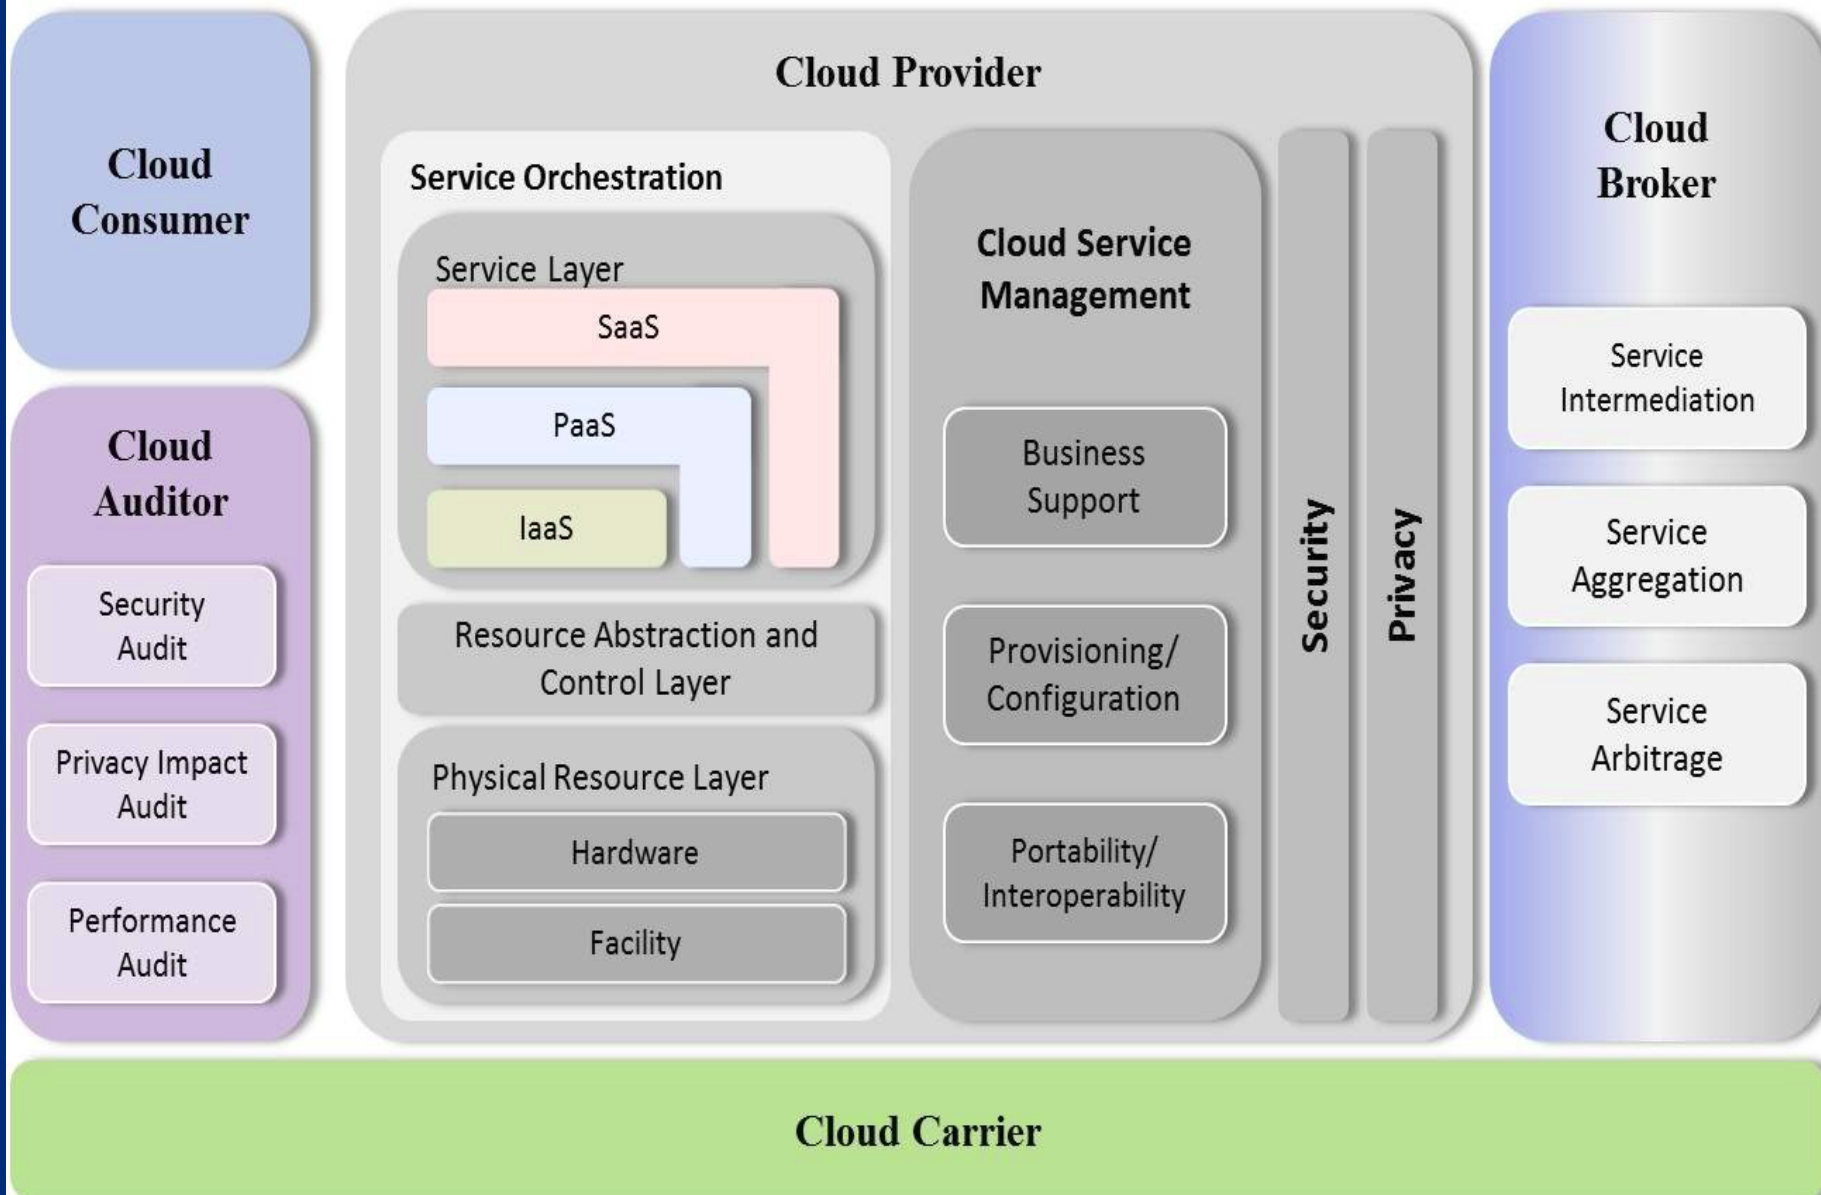 Cloud
Consumer
Cloud
Auditor
Security
Audit
Privacy Impact
Audit
Performance
Audit
Cloud Provider
Service Orchestration
Service Layer
SaaS
PaaS
IaaS
Resource Abstraction and
Control Layer
Physical Resource Layer
Hardware
Facility
Cloud Service
Management
Business
Support
Provisioning/
Configuration
Portability/
Interoperability
Security
Privacy
Cloud
Broker
Service
Intermediation
Service
Aggregation
Service
Arbitrage
Cloud Carrier